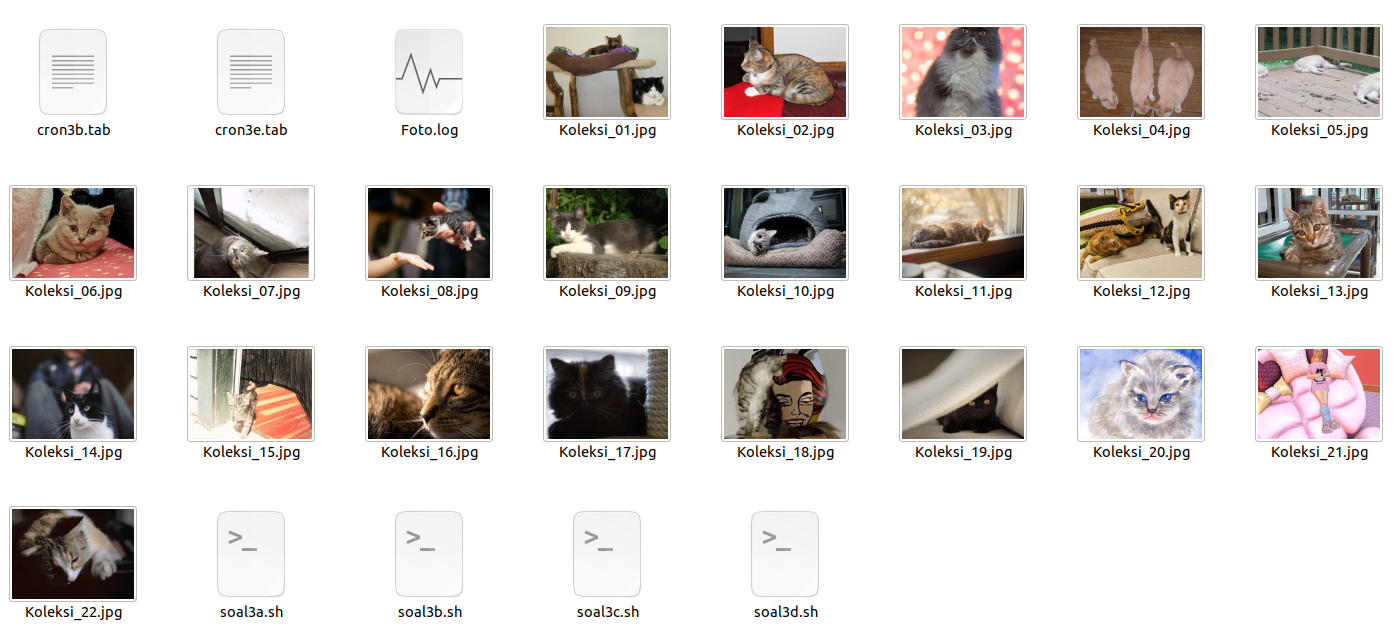 cron3b.tab
cron3e.tab
Foto.log
Koleksi_01.jpg
Koleksi_02.jpg
Koleksi_03.jpg
Koleksi_04.jpg
Koleksi_05.jpg
Koleksi_06.jpg
Koleksi_07.jpg
Koleksi_08.jpg
Koleksi_09.jpg
Koleksi_10.jpg
Koleksi_11.jpg
Koleksi_12.jpg
Koleksi_13.jpg
Koleksi_14.jpg
Koleksi_15.jpg
Koleksi_16.jpg
Koleksi_17.jpg
Koleksi_18.jpg
Koleksi_19.jpg
Koleksi_20.jpg
Koleksi_21.jpg
Koleksi_22.jpg
soal3a.sh
soal3b.sh
soal3c.sh
soal3d.sh